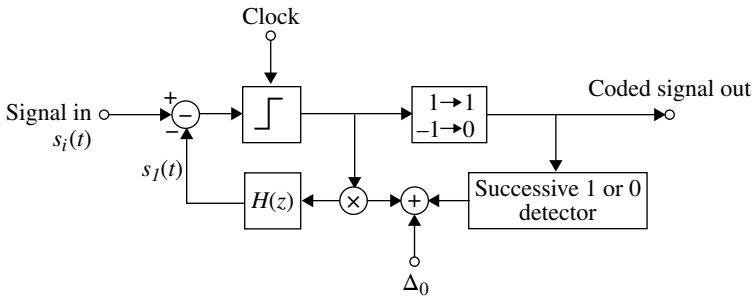 Clock
Signal in
s_i(t)
+
−
−
1→1
−1→0
Coded signal out
s_1(t)
H(z)
×
+
Successive 1 or 0
detector
Δ_0